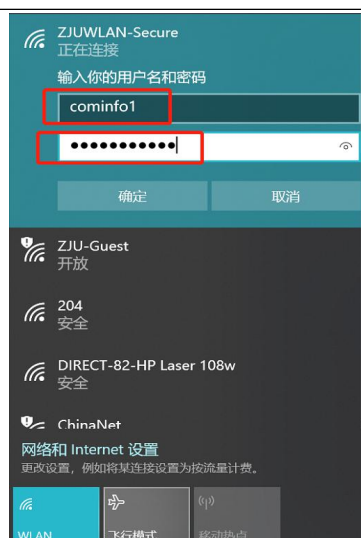 ZJUWLAN-Secure
正在连接
输入你的用户名和密码
cominfo1
●●●●●●●●●●●
确定 取消
ZJU-Guest
开放
204
安全
DIRECT-82-HP Laser 108w
安全
ChinaNet
网络和 Internet 设置
更改设置，例如将某连接设置为按流量计费。
WLAN 飞行模式 移动热点